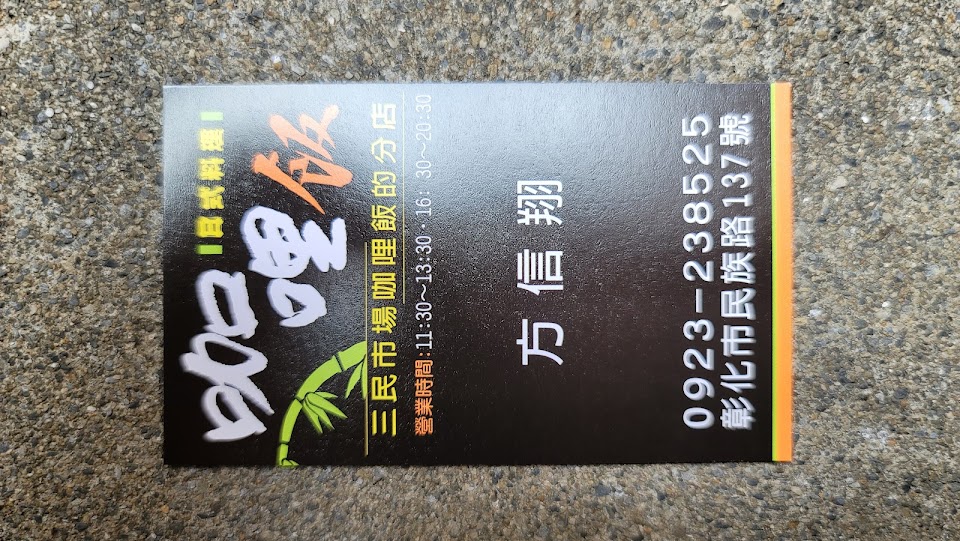 日式料理
咖哩飯
三民市場咖哩飯的分店
營業時間:11:30~13:30·16:30~20:30
方信翔
0923-238525
彰化市民族路137號